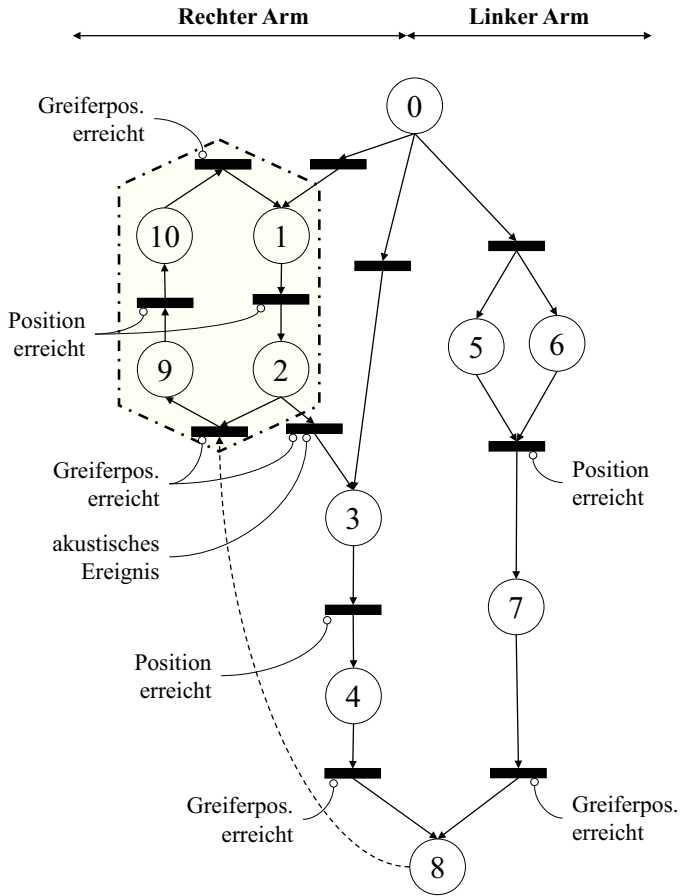 Rechter Arm
Linker Arm
0
Greiferpos.
erreicht
10
1
Position
erreicht
5
6
9
2
Greiferpos.
erreicht
Position
erreicht
3
akustisches
Ereignis
7
Position
erreicht
4
Greiferpos.
erreicht
Greiferpos.
erreicht
8